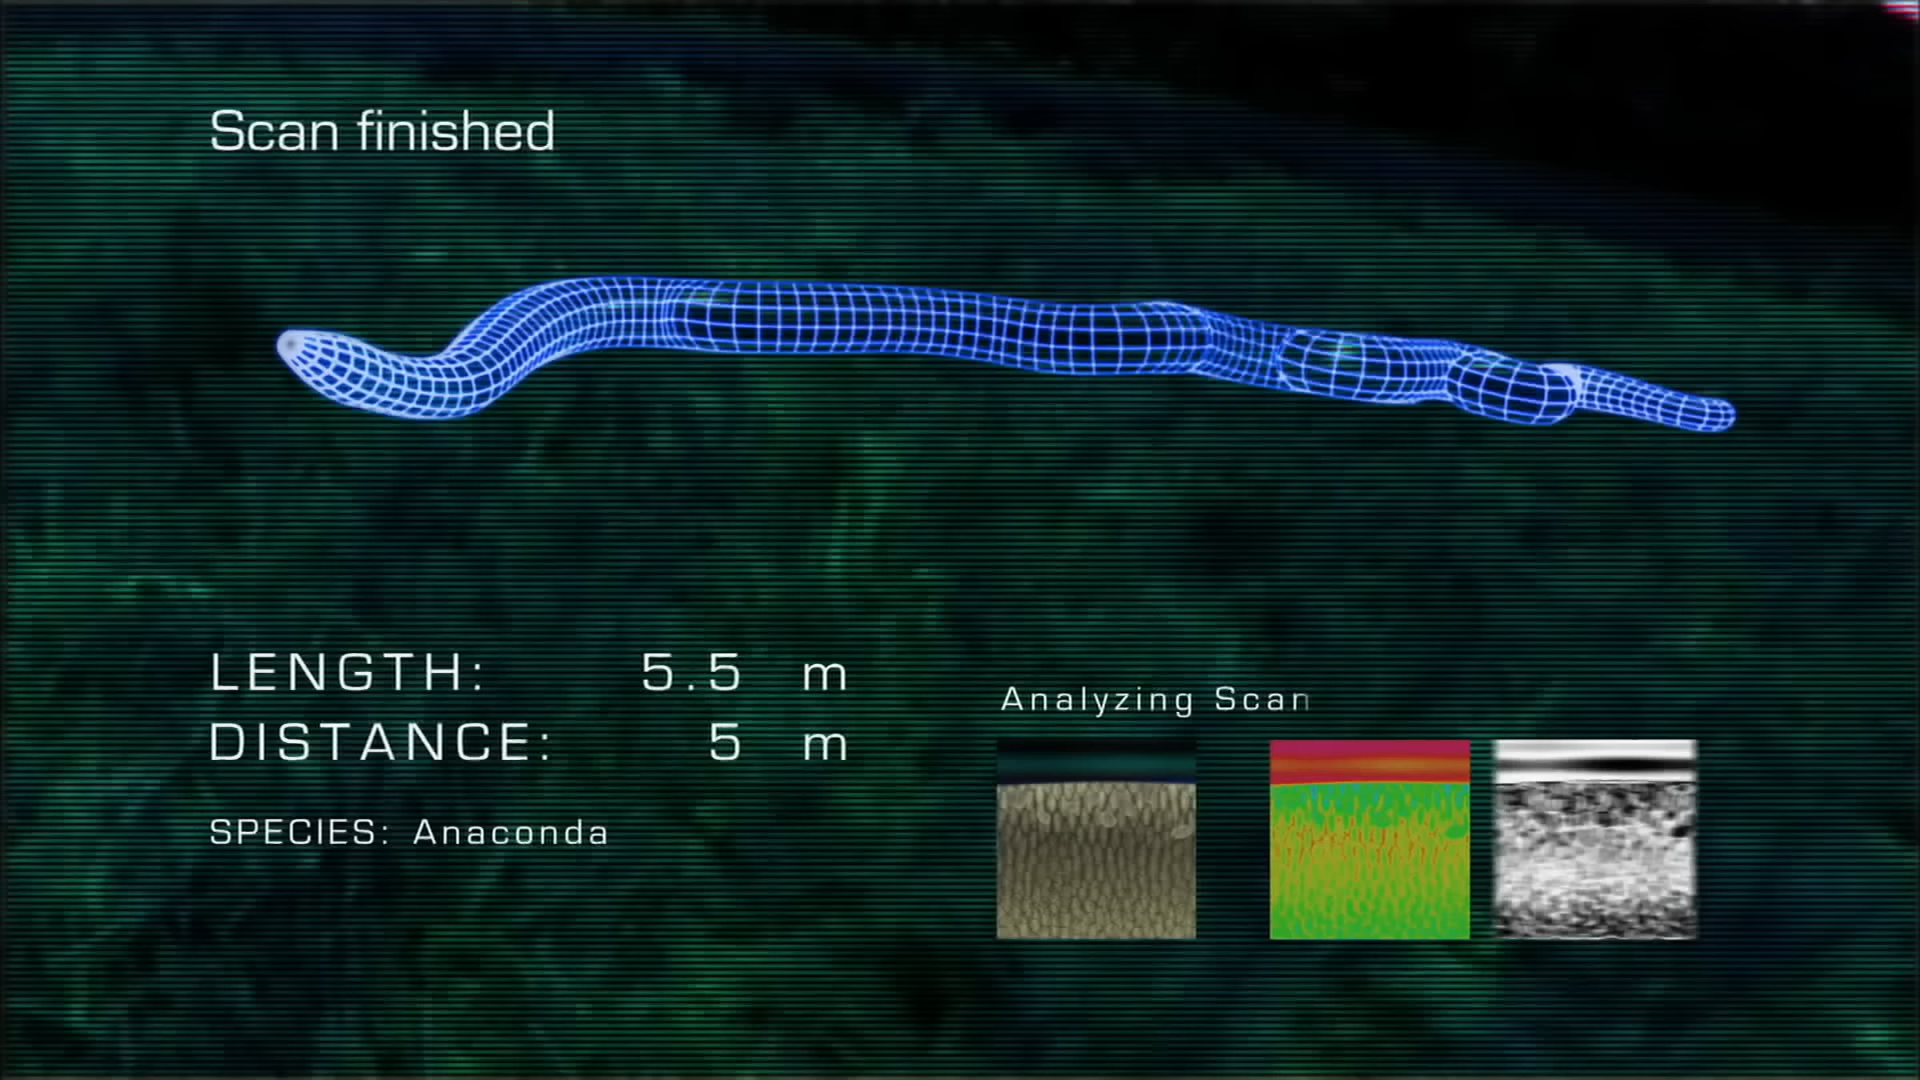 Scan finished
LENGTH: 5.5 m
DISTANCE: 5 m
SPECIES: Anaconda
Analyzing Scan